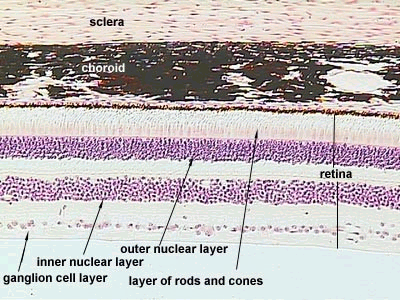 sclera
choroid
retina
outer nuclear layer
inner nuclear layer
ganglion cell layer
layer of rods and cones